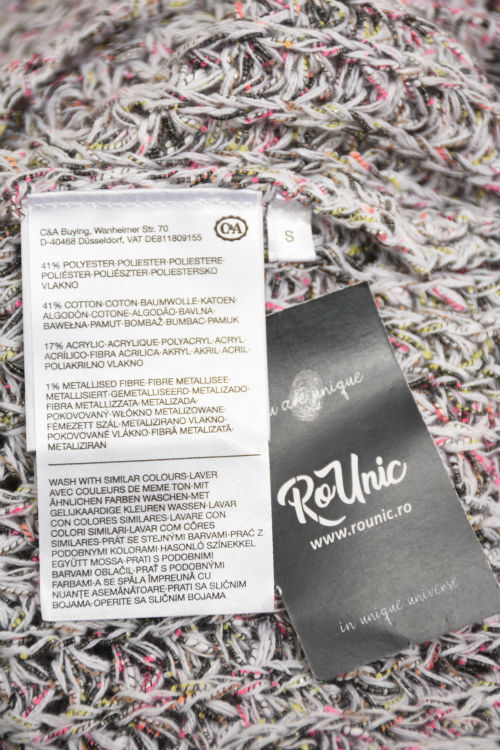 C&A Buying, Wanheimer Str. 70
D-40468 Düsseldorf, VAT DE811809155
C&A
S
41% POLYESTER·POLIESTER·POLIESTERE·
POLIÉSTER·POLIÉSZTER·POLIESTERSKO
VLAKNO
41% COTTON·COTON·BAUMWOLLE·KATOEN·
ALGODÓN·COTONE·ALGODÃO·BAVLNA·
BAWEŁNA·PAMUT·BOMBAŽ·BUMBAC·PAMUK
17% ACRYLIC·ACRYLIQUE·POLYACRYL·ACRYL·
ACRÍLICO·FIBRA ACRILICA·AKRYL·AKRIL·ACRIL·
POLIAKRILNO VLAKNO
1% METALLISED FIBRE·FIBRE METALLISEE·
METALLISIERT·GEMETALLISEERD·METALIZADO·
FIBRA METALLIZZATA·METALIZADA·
POKOVOVANÝ·WŁÓKNO METALIZOWANE·
FÉMEZETT SZÁL·METALIZIRANO VLAKNO·
POKOVOVANÉ VLÁKNO·FIBRĂ METALIZATĂ·
METALIZIRAN
WASH WITH SIMILAR COLOURS·LAVER
AVEC COULEURS DE MEME TON·MIT
ÄHNLICHEN FARBEN WASCHEN·MET
GELIJKAARDIGE KLEUREN WASSEN·LAVAR
CON COLORES SIMILARES·LAVARE CON
COLORI SIMILARI·LAVAR COM CÔRES
SIMILARES·PRÁT SE STEJNÝMI BARVAMI·PRAĆ Z
PODOBNYMI KOLORAMI·HASONLÓ SZÍNEKKEL
EGYÜTT MOSSA·PRATI S PODOBNIMI
BARVAMI OBLAČIL·PRAŤ S PODOBNÝMI
FARBAMI·A SE SPĂLA ÎMPREUNĂ CU
NUANȚE ASEMĂNĂTOARE·PRATI SA SLIČNIM
BOJAMA·OPERITE SA SLIČNIM BOJAMA
are unique
RoUnic
www.rounic.ro
...in unique universe